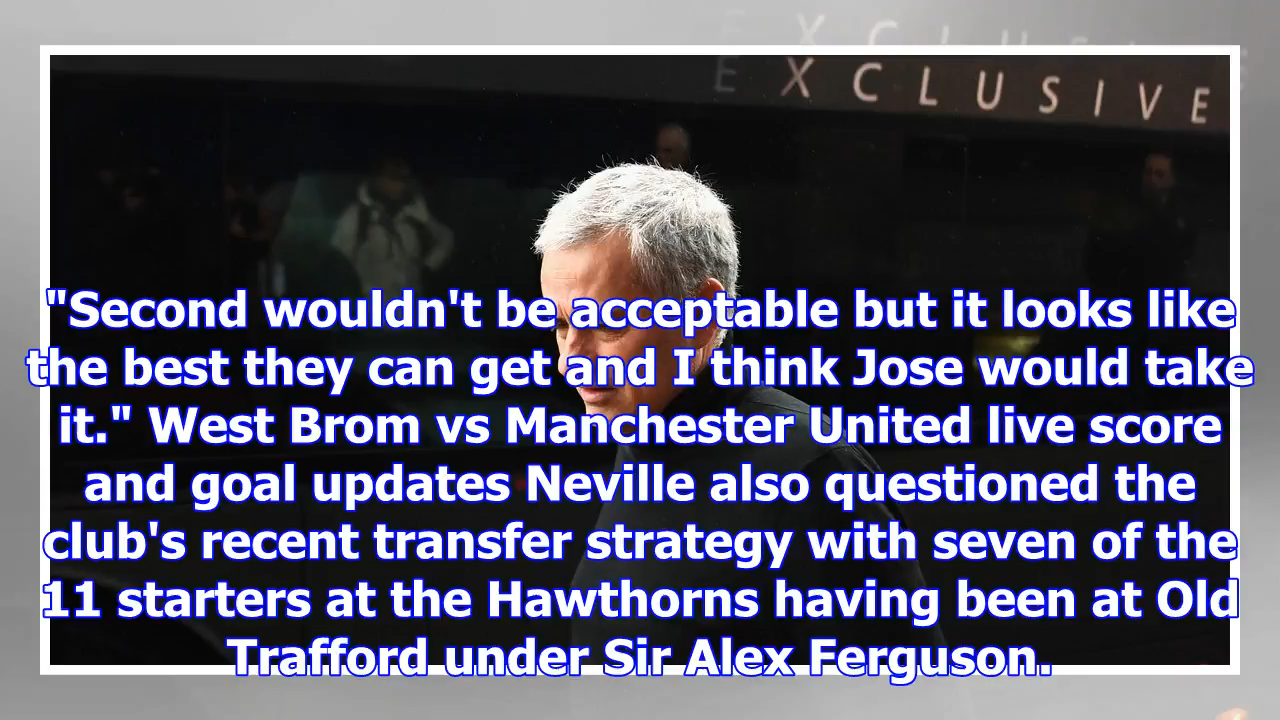 EXCLUSIVE
EXCLUSIVE
"Second wouldn't be acceptable but it looks like
the best they can get and I think Jose would take
it." West Brom vs Manchester United live score
and goal updates Neville also questioned the
club's recent transfer strategy with seven of the
11 starters at the Hawthorns having been at Old
Trafford under Sir Alex Ferguson.